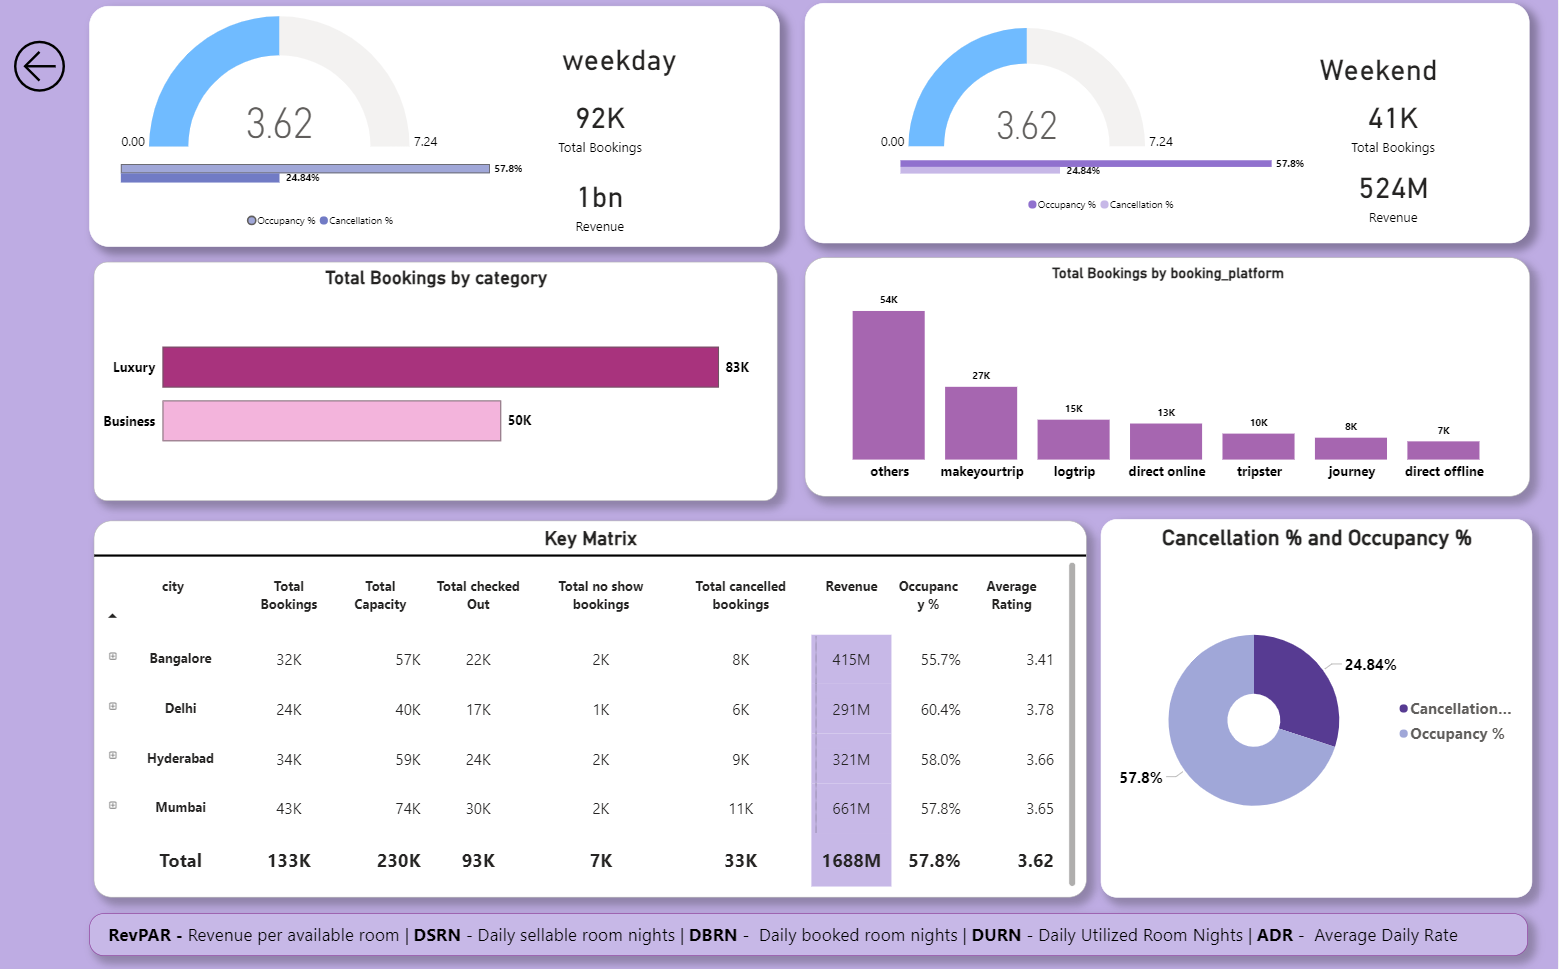 weekday
3.62
0.00
7.24
57.8%
24.84%
Occupancy % Cancellation %
92K
Total Bookings
1bn
Revenue
Weekend
3.62
0.00
7.24
57.8%
24.84%
Occupancy % Cancellation %
41K
Total Bookings
524M
Revenue
Total Bookings by category
Luxury 83K
Business 50K
Total Bookings by booking_platform
54K 27K 15K 13K 10K 8K 7K
others makeyourtrip logtrip direct online tripster journey direct offline
Key Matrix
city Total Bookings Total Capacity Total checked Out Total no show bookings Total cancelled bookings Revenue Occupancy % Average Rating
Bangalore 32K 57K 22K 2K 8K 415M 55.7% 3.41
Delhi 24K 40K 17K 1K 6K 291M 60.4% 3.78
Hyderabad 34K 59K 24K 2K 9K 321M 58.0% 3.66
Mumbai 43K 74K 30K 2K 11K 661M 57.8% 3.65
Total 133K 230K 93K 7K 33K 1688M 57.8% 3.62
Cancellation % and Occupancy %
24.84%
57.8%
Cancellation...
Occupancy %
RevPAR - Revenue per available room | DSRN - Daily sellable room nights | DBRN - Daily booked room nights | DURN - Daily Utilized Room Nights | ADR - Average Daily Rate